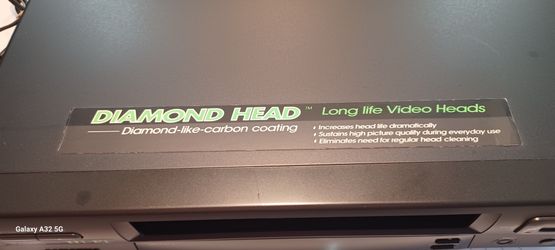 DIAMOND HEAD™ Long life Video Heads
Diamond-like-carbon coating
Increases head life dramatically
Sustains high picture quality during everyday use
Eliminates need for regular head cleaning
Galaxy A32 5G